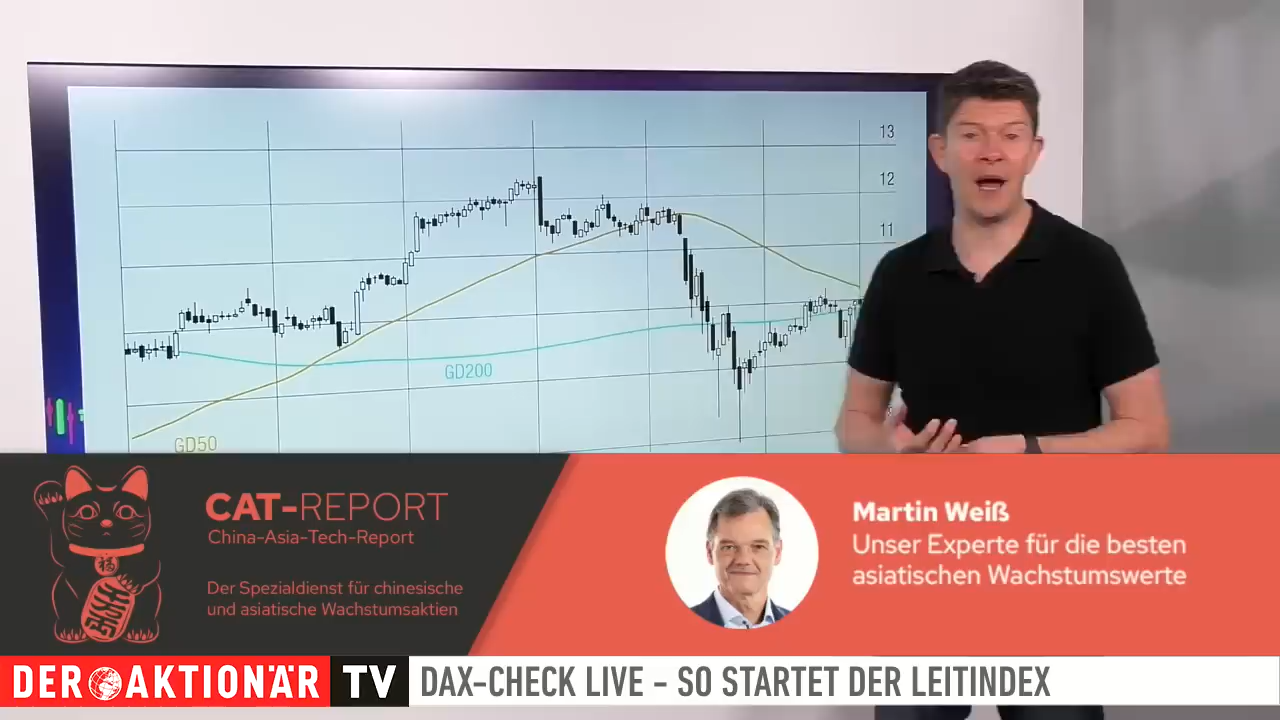 13
12
11
GD200
GD50
CAT-REPORT
China-Asia-Tech-Report
Der Spezialdienst für chinesische
und asiatische Wachstumsaktien
福
Martin Weiß
Unser Experte für die besten
asiatischen Wachstumswerte
DER AKTIONÄR TV
DAX-CHECK LIVE - SO STARTET DER LEITINDEX